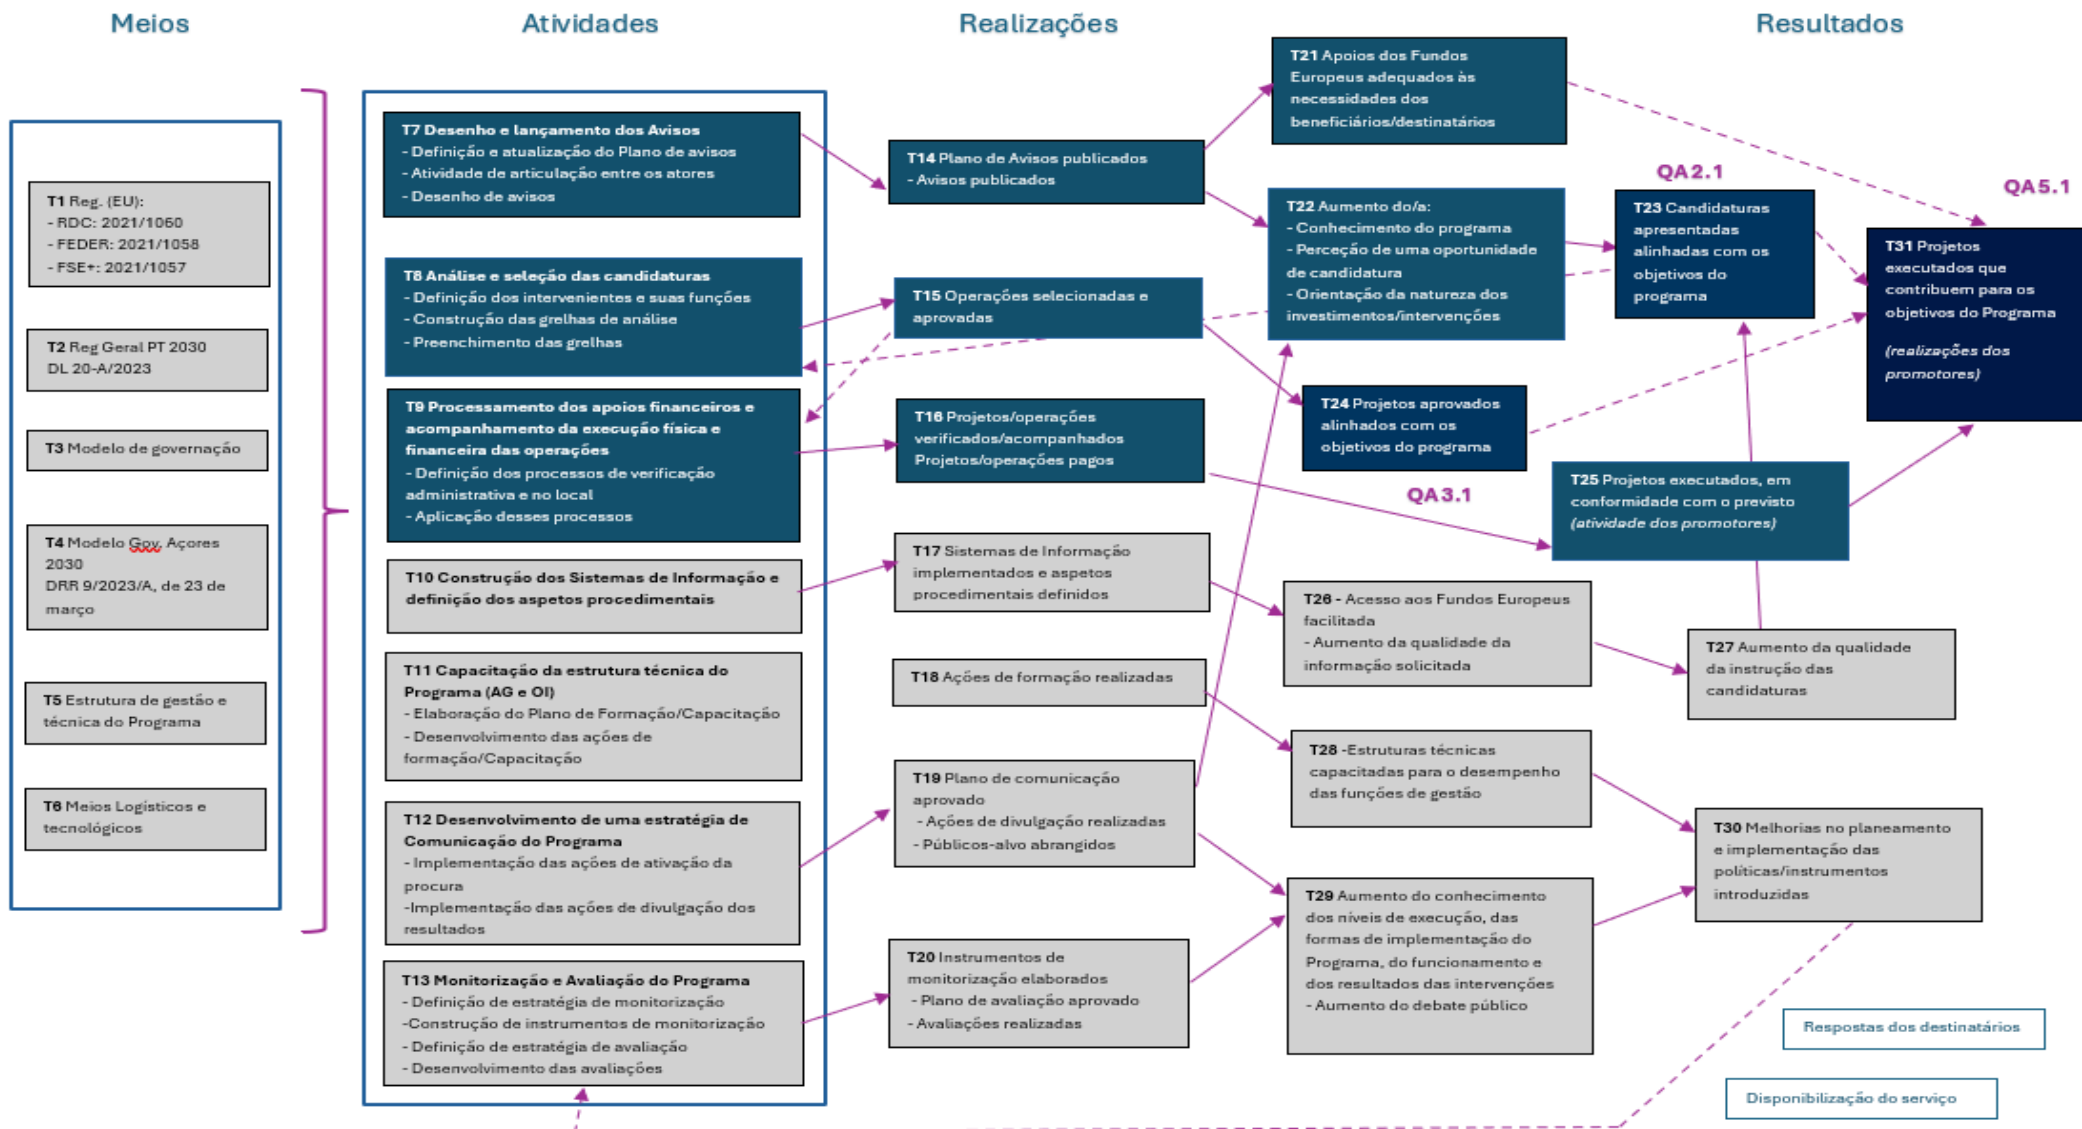 Meios
Atividades
Realizações
Resultados
T1 Reg. (EU):
- RDC: 2021/1060
- FEDER: 2021/1058
- FSE+: 2021/1057
T2 Reg Geral PT 2030
DL 20-A/2023
T3 Modelo de governação
T4 Modelo Gov. Açores
2030
DRR 9/2023/A, de 23 de
março
T5 Estrutura de gestão e
técnica do Programa
T6 Meios Logísticos e
tecnológicos
T7 Desenho e lançamento dos Avisos
- Definição e atualização do Plano de avisos
- Atividade de articulação entre os atores
- Desenho de avisos
T8 Análise e seleção das candidaturas
- Definição dos intervenientes e suas funções
- Construção das grelhas de análise
- Preenchimento das grelhas
T9 Processamento dos apoios financeiros e
acompanhamento da execução física e
financeira das operações
- Definição dos processos de verificação
administrativa e no local
- Aplicação desses processos
T10 Construção dos Sistemas de Informação e
definição dos aspetos procedimentais
T11 Capacitação da estrutura técnica do
Programa (AG e OI)
- Elaboração do Plano de Formação/Capacitação
- Desenvolvimento das ações de
formação/Capacitação
T12 Desenvolvimento de uma estratégia de
Comunicação do Programa
- Implementação das ações de ativação da
procura
-Implementação das ações de divulgação dos
resultados
T13 Monitorização e Avaliação do Programa
- Definição de estratégia de monitorização
-Construção de instrumentos de monitorização
- Definição de estratégia de avaliação
- Desenvolvimento das avaliações
T14 Plano de Avisos publicados
- Avisos publicados
T15 Operações selecionadas e
aprovadas
T16 Projetos/operações
verificados/acompanhados
Projetos/operações pagos
T17 Sistemas de Informação
implementados e aspetos
procedimentais definidos
T18 Ações de formação realizadas
T19 Plano de comunicação
aprovado
- Ações de divulgação realizadas
- Públicos-alvo abrangidos
T20 Instrumentos de
monitorização elaborados
- Plano de avaliação aprovado
- Avaliações realizadas
T21 Apoios dos Fundos
Europeus adequados às
necessidades dos
beneficiários/destinatários
T22 Aumento do/a:
- Conhecimento do programa
- Perceção de uma oportunidade
de candidatura
- Orientação da natureza dos
investimentos/intervenções
QA2.1
T23 Candidaturas
apresentadas
alinhadas com os
objetivos do
programa
T24 Projetos aprovados
alinhados com os
objetivos do programa
QA3.1
T25 Projetos executados, em
conformidade com o previsto
(atividade dos promotores)
T26 - Acesso aos Fundos Europeus
facilitada
- Aumento da qualidade da
informação solicitada
T27 Aumento da qualidade
da instrução das
candidaturas
T28 -Estruturas técnicas
capacitadas para o desempenho
das funções de gestão
T29 Aumento do conhecimento
dos níveis de execução, das
formas de implementação do
Programa, do funcionamento e
dos resultados das intervenções
- Aumento do debate público
T30 Melhorias no planeamento
e implementação das
políticas/instrumentos
introduzidas
QA5.1
T31 Projetos
executados que
contribuem para os
objetivos do Programa
(realizações dos
promotores)
Respostas dos destinatários
Disponibilização do serviço